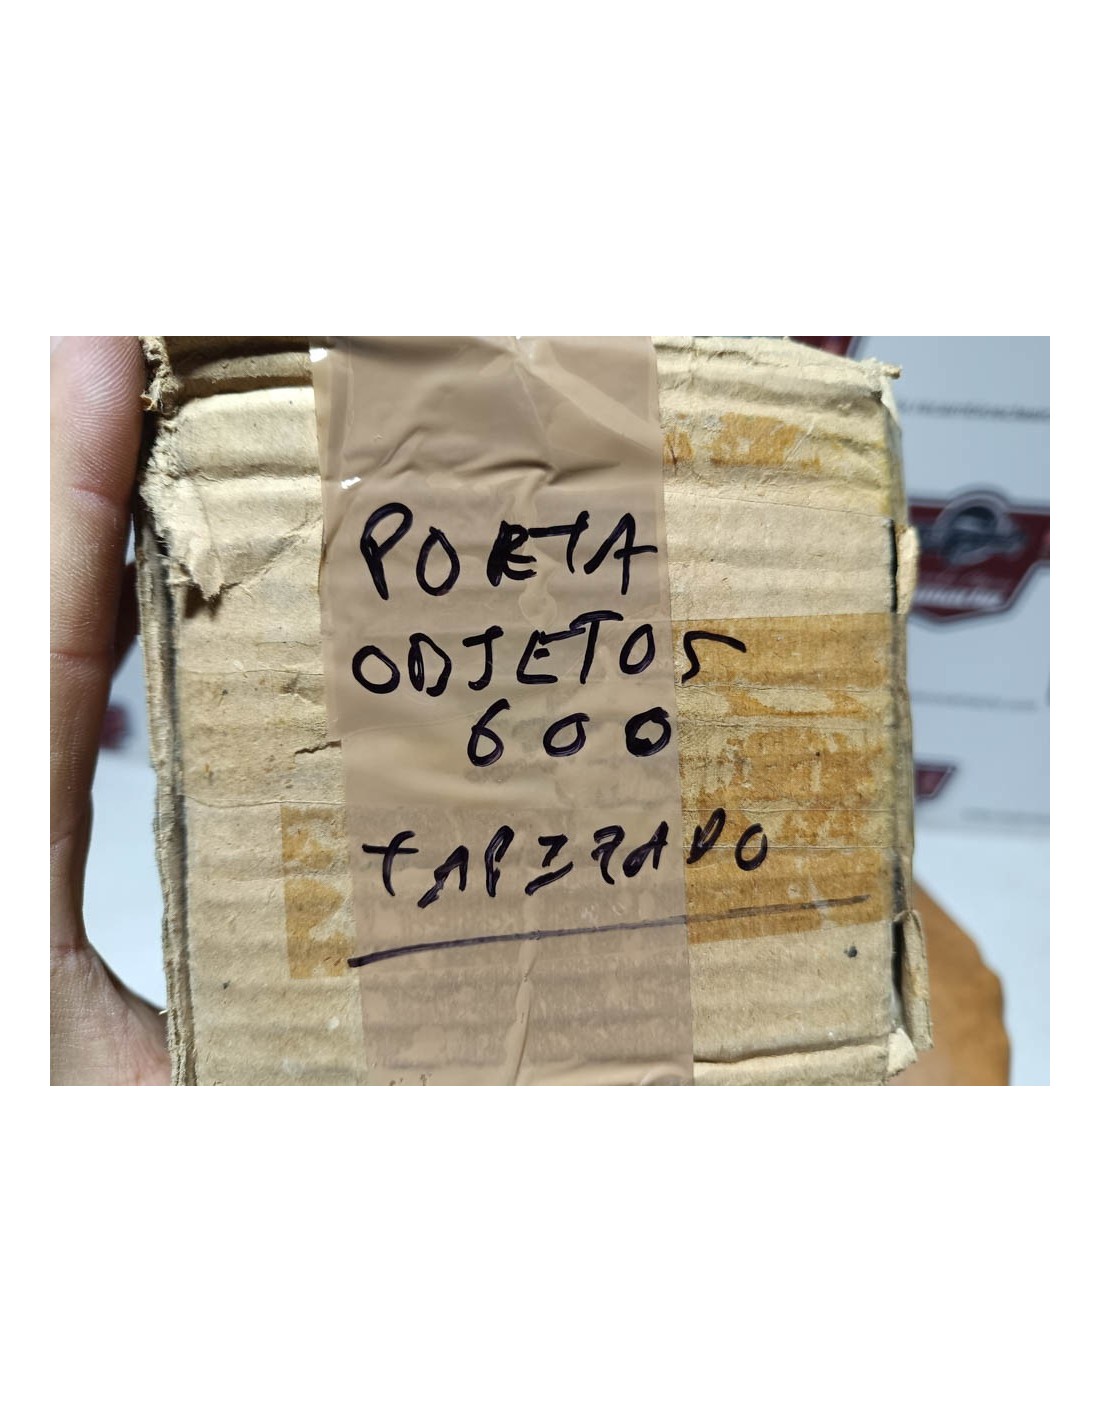 PORTA
OBJETOS
600
TAPIZADO